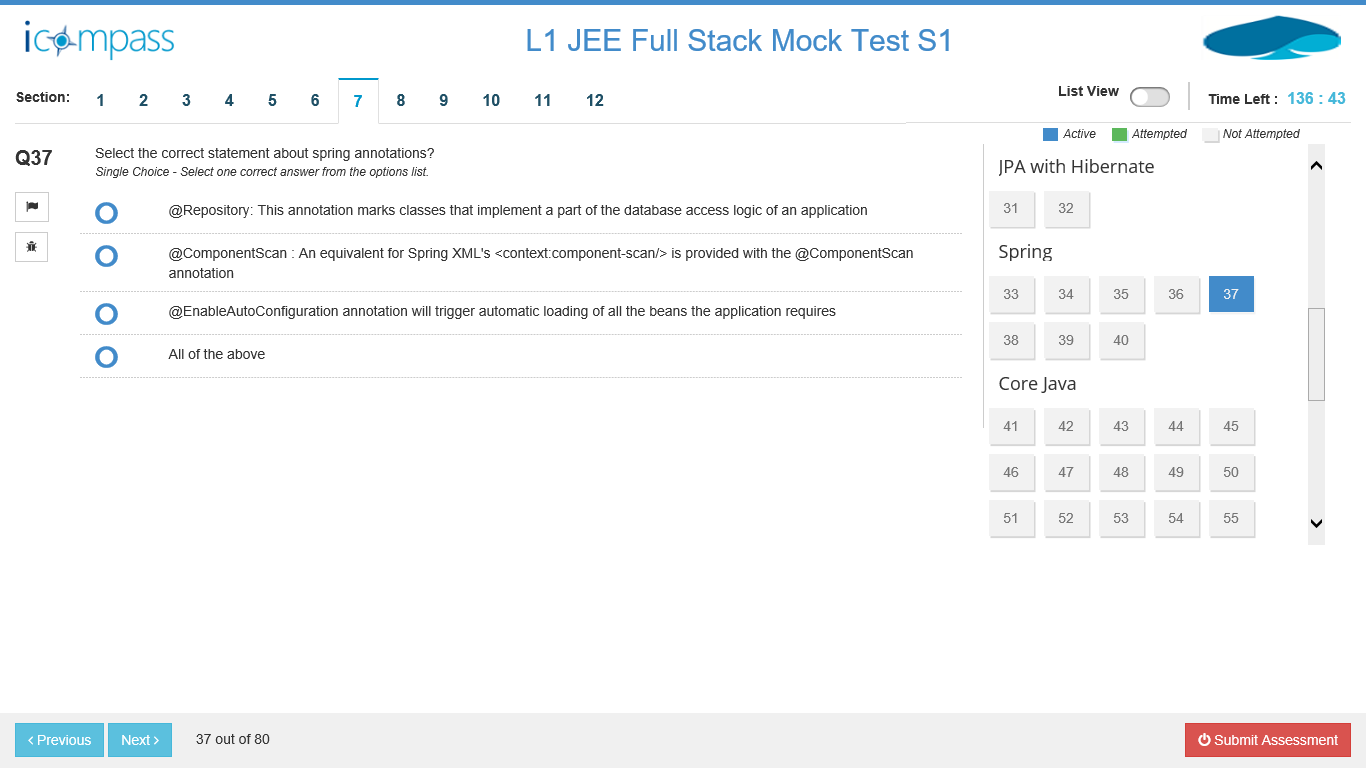 icompass
L1 JEE Full Stack Mock Test S1
Section: 1 2 3 4 5 6 7 8 9 10 11 12
List View
Time Left : 136 : 43
Active Attempted Not Attempted
Q37
Select the correct statement about spring annotations?
Single Choice - Select one correct answer from the options list.
@Repository: This annotation marks classes that implement a part of the database access logic of an application
@ComponentScan : An equivalent for Spring XML's <context:component-scan/> is provided with the @ComponentScan
annotation
@EnableAutoConfiguration annotation will trigger automatic loading of all the beans the application requires
All of the above
JPA with Hibernate
31 32
Spring
33 34 35 36 37
38 39 40
Core Java
41 42 43 44 45
46 47 48 49 50
51 52 53 54 55
Previous Next 37 out of 80 Submit Assessment